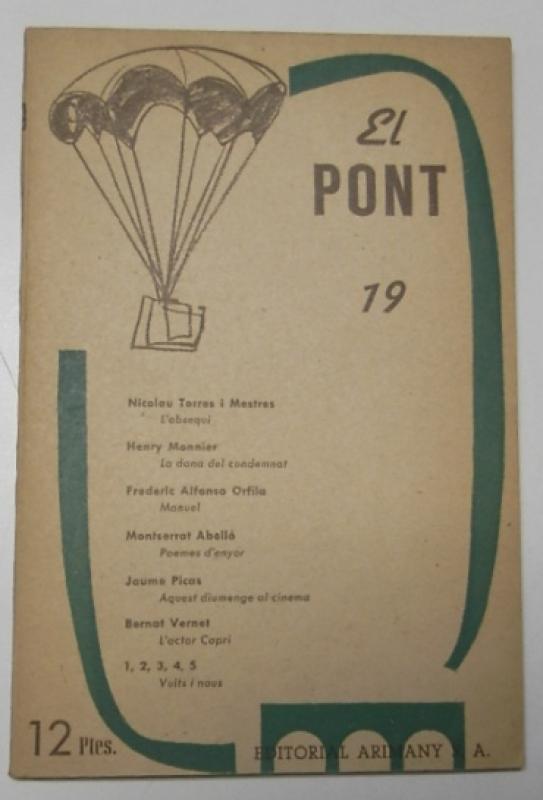 El
PONT
19
Nicolau Torras i Mestres
L'obsequi
Henry Monnier
La dona del condemnat
Frederic Alfonso Orfila
Manuel
Montserrat Abelló
Poemes d'enyor
Jaume Picas
Aquest diumenge al cinema
Bernat Vernet
L'actor Capri
1, 2, 3, 4, 5
Vuits i nous
12 Ptes.
EDITORIAL ARIMANY S. A.